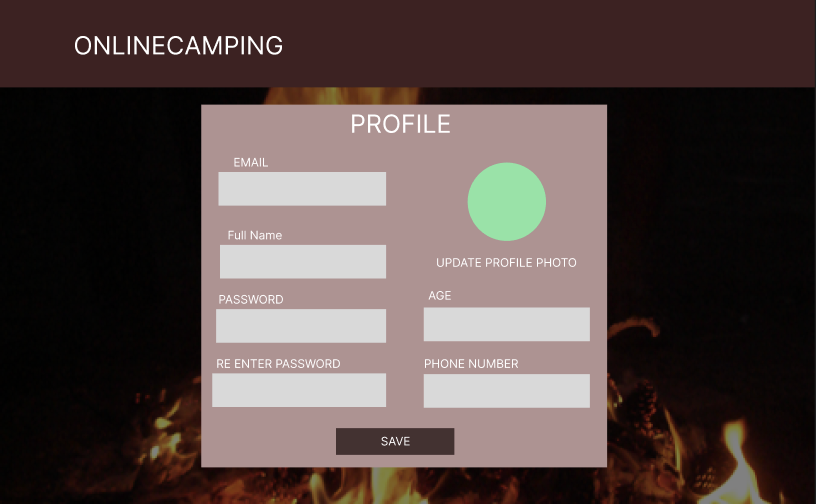 ONLINECAMPING
PROFILE
EMAIL
Full Name
PASSWORD
RE ENTER PASSWORD
UPDATE PROFILE PHOTO
AGE
PHONE NUMBER
SAVE